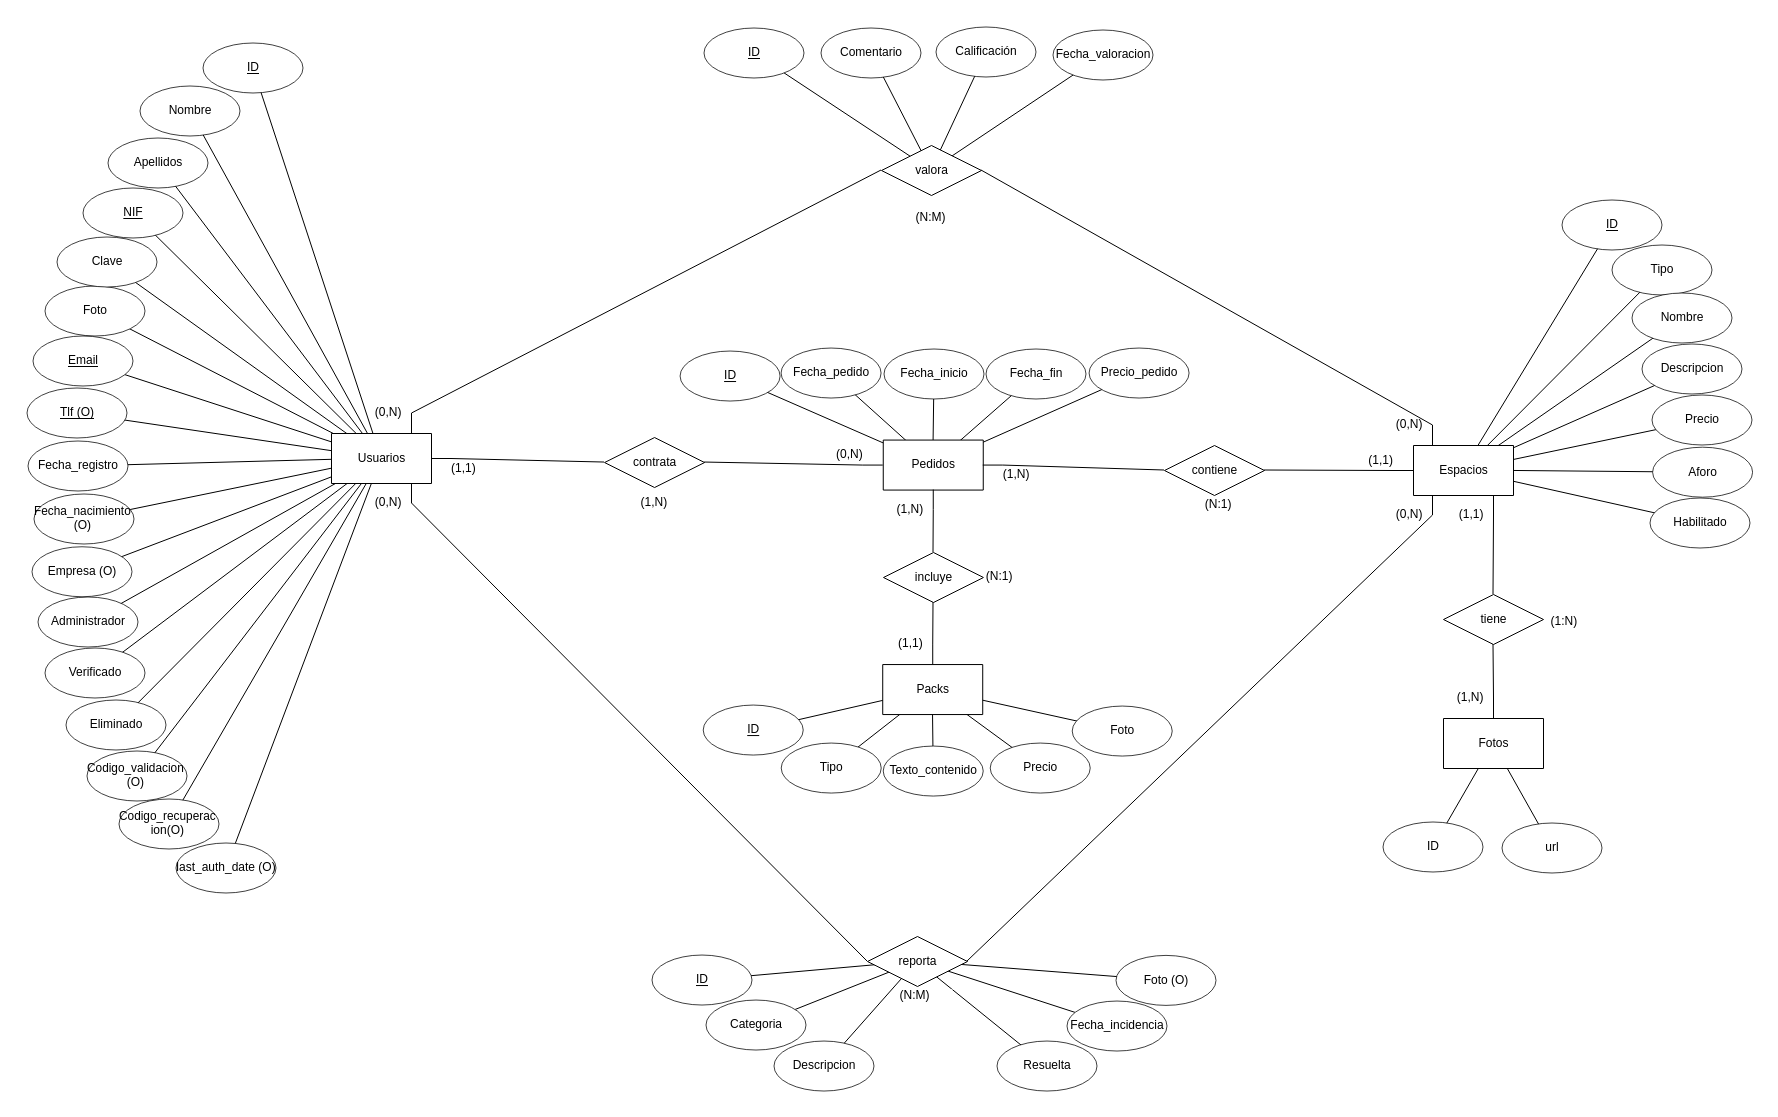 ID
Comentario
Calificación
Fecha_valoracion
valora
(N:M)
ID
Nombre
Apellidos
NIF
Clave
Foto
Email
Tlf (O)
Fecha_registro
Fecha_nacimiento
(O)
Empresa (O)
Administrador
Verificado
Eliminado
Codigo_validacion
(O)
Codigo_recuperac
ion(O)
last_auth_date (O)
(0,N)
Usuarios
(1,1)
(0,N)
contrata
(1,N)
ID
Fecha_pedido
Fecha_inicio
Fecha_fin
Precio_pedido
(0,N)
Pedidos
(1,N)
(1,N)
contiene
(N:1)
incluye
(N:1)
(1,1)
Packs
ID
Tipo
Texto_contenido
Precio
Foto
ID
Tipo
Nombre
Descripcion
Precio
Aforo
Habilitado
(0,N)
(1,1)
Espacios
(0,N)
(1,1)
tiene
(1:N)
(1,N)
Fotos
ID
url
reporta
(N:M)
ID
Categoria
Descripcion
Resuelta
Fecha_incidencia
Foto (O)